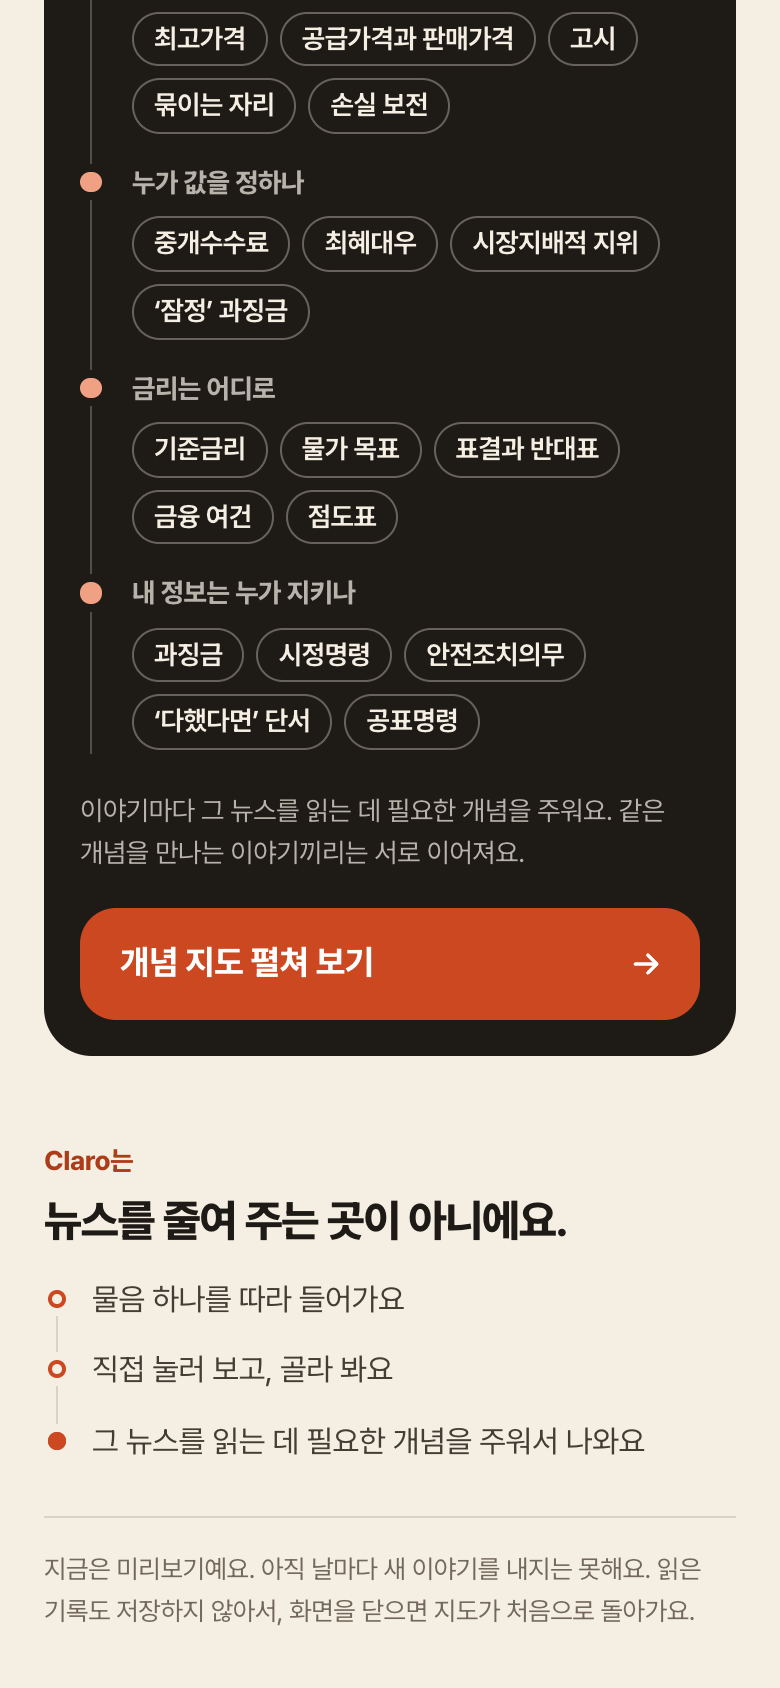 최고가격 공급가격과 판매가격 고시
묶이는 자리 손실 보전
누가 값을 정하나
중개수수료 최혜대우 시장지배적 지위
‘잠정’ 과징금
금리는 어디로
기준금리 물가 목표 표결과 반대표
금융 여건 점도표
내 정보는 누가 지키나
과징금 시정명령 안전조치의무
‘다했다면’ 단서 공표명령
이야기마다 그 뉴스를 읽는 데 필요한 개념을 주워요. 같은
개념을 만나는 이야기끼리는 서로 이어져요.
개념 지도 펼쳐 보기 →
Claro는
뉴스를 줄여 주는 곳이 아니에요.
물음 하나를 따라 들어가요
직접 눌러 보고, 골라 봐요
그 뉴스를 읽는 데 필요한 개념을 주워서 나와요
지금은 미리보기예요. 아직 날마다 새 이야기를 내지는 못해요. 읽은
기록도 저장하지 않아서, 화면을 닫으면 지도가 처음으로 돌아가요.